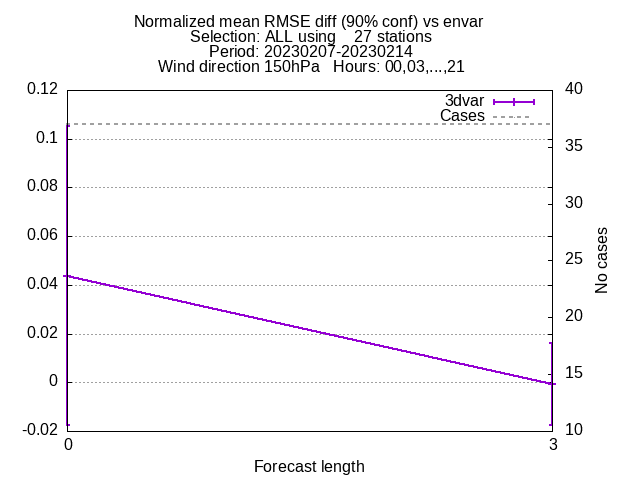 Normalized mean RMSE diff (90% conf) vs envar
Selection: ALL using    27 stations
Period: 20230207-20230214
Wind direction 150hPa   Hours: 00,03,...,21
3dvar
Cases
0.12
0.1
0.08
0.06
0.04
0.02
0
-0.02
40
35
30
25
20
15
10
No cases
0
3
Forecast length